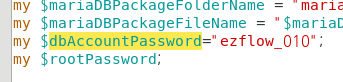 my $mariaDBPackageFolderName = "maria
my $mariaDBPackageFileName = "$mariaD
my $dbAccountPassword="ezflow_010";
my $rootPassword;